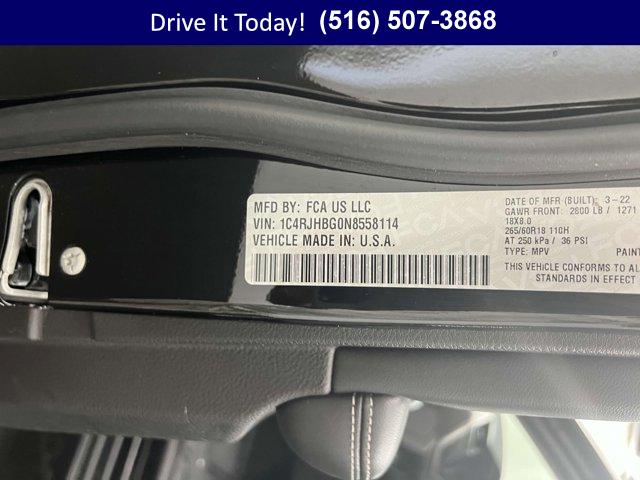 Drive It Today! (516) 507-3868
MFD BY: FCA US LLC
VIN: 1C4RJHBG0N8558114
VEHICLE MADE IN U.S.A.
DATE OF MFR (BUILT): 3-22
GAWR FRONT: 2800 LB / 1271
18X8.0
265/60R18 110H
AT 250 kPa / 36 PSI
TYPE: MPV PAINT
THIS VEHICLE CONFORMS TO AL
STANDARDS IN EFFECT